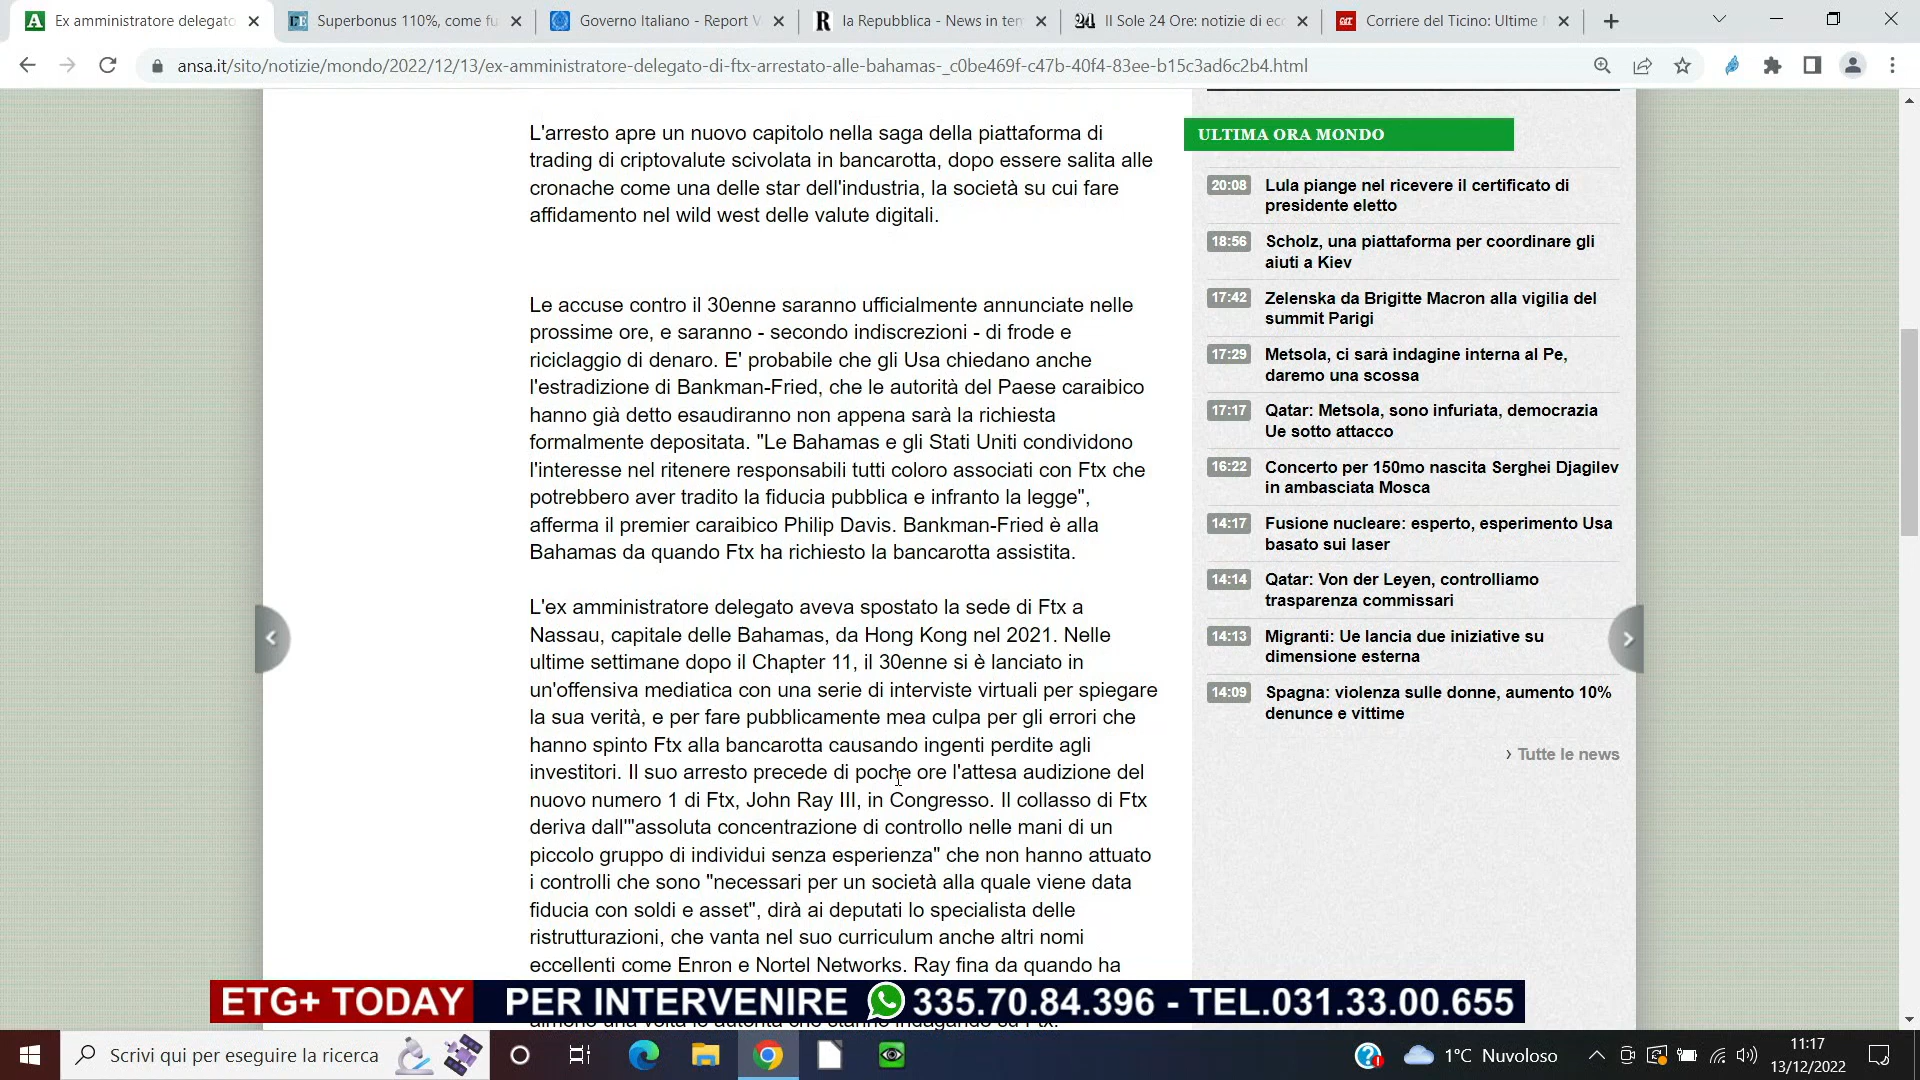 Ex amministratore delegato
Superbonus 110%, come fu
Governo Italiano - Report V
la Repubblica - News in tem
Il Sole 24 Ore: notizie di ec
Corriere del Ticino: Ultime
ansa.it/sito/notizie/mondo/2022/12/13/ex-amministratore-delegato-di-ftx-arrestato-alle-bahamas-_c0be469f-c47b-40f4-83ee-b15c3ad6c2b4.html
L'arresto apre un nuovo capitolo nella saga della piattaforma di
trading di criptovalute scivolata in bancarotta, dopo essere salita alle
cronache come una delle star dell'industria, la società su cui fare
affidamento nel wild west delle valute digitali.
Le accuse contro il 30enne saranno ufficialmente annunciate nelle
prossime ore, e saranno - secondo indiscrezioni - di frode e
riciclaggio di denaro. E' probabile che gli Usa chiedano anche
l'estradizione di Bankman-Fried, che le autorità del Paese caraibico
hanno già detto esaudiranno non appena sarà la richiesta
formalmente depositata. "Le Bahamas e gli Stati Uniti condividono
l'interesse nel ritenere responsabili tutti coloro associati con Ftx che
potrebbero aver tradito la fiducia pubblica e infranto la legge",
afferma il premier caraibico Philip Davis. Bankman-Fried è alla
Bahamas da quando Ftx ha richiesto la bancarotta assistita.
L'ex amministratore delegato aveva spostato la sede di Ftx a
Nassau, capitale delle Bahamas, da Hong Kong nel 2021. Nelle
ultime settimane dopo il Chapter 11, il 30enne si è lanciato in
un'offensiva mediatica con una serie di interviste virtuali per spiegare
la sua verità, e per fare pubblicamente mea culpa per gli errori che
hanno spinto Ftx alla bancarotta causando ingenti perdite agli
investitori. Il suo arresto precede di poche ore l'attesa audizione del
nuovo numero 1 di Ftx, John Ray III, in Congresso. Il collasso di Ftx
deriva dall'"assoluta concentrazione di controllo nelle mani di un
piccolo gruppo di individui senza esperienza" che non hanno attuato
i controlli che sono "necessari per un società alla quale viene data
fiducia con soldi e asset", dirà ai deputati lo specialista delle
ristrutturazioni, che vanta nel suo curriculum anche altri nomi
eccellenti come Enron e Nortel Networks. Ray fina da quando ha
ULTIMA ORA MONDO
20:08 Lula piange nel ricevere il certificato di
presidente eletto
18:56 Scholz, una piattaforma per coordinare gli
aiuti a Kiev
17:42 Zelenska da Brigitte Macron alla vigilia del
summit Parigi
17:29 Metsola, ci sarà indagine interna al Pe,
daremo una scossa
17:17 Qatar: Metsola, sono infuriata, democrazia
Ue sotto attacco
16:22 Concerto per 150mo nascita Serghei Djagilev
in ambasciata Mosca
14:17 Fusione nucleare: esperto, esperimento Usa
basato sui laser
14:14 Qatar: Von der Leyen, controlliamo
trasparenza commissari
14:13 Migranti: Ue lancia due iniziative su
dimensione esterna
14:09 Spagna: violenza sulle donne, aumento 10%
denunce e vittime
› Tutte le news
ETG+ TODAY PER INTERVENIRE 335.70.84.396 - TEL.031.33.00.655
Scrivi qui per eseguire la ricerca
1°C Nuvoloso
11:17
13/12/2022